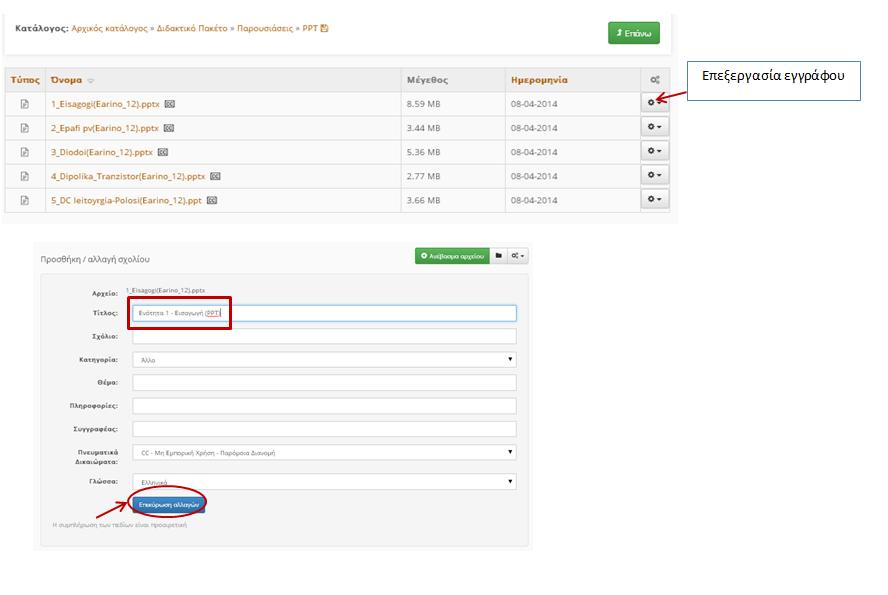 Κατάλογος: Αρχικός κατάλογος » Διδακτικό Πακέτο » Παρουσιάσεις » PPT
Επάνω
Τύπος Όνομα Μέγεθος Ημερομηνία
1_Eisagogi(Earino_12).pptx 8.59 MB 08-04-2014
2_Epafi pv(Earino_12).pptx 3.44 MB 08-04-2014
3_Diodoi(Earino_12).pptx 5.36 MB 08-04-2014
4_Dipolika_Tranzistor(Earino_12).pptx 2.77 MB 08-04-2014
5_DC leitoyrgia-Polosi(Earino_12).ppt 3.66 MB 08-04-2014
Επεξεργασία εγγράφου
Προσθήκη / αλλαγή σχολίου
Ανέβασμα αρχείου
Αρχείο: 1_Eisagogi(Earino_12).pptx
Τίτλος: Ενότητα 1 - Εισαγωγή (PPT)
Σχόλιο:
Κατηγορία: Άλλο
Θέμα:
Πληροφορίες:
Συγγραφέας:
Πνευματικά Δικαιώματα: CC - Μη Εμπορική Χρήση - Παρόμοια Διανομή
Γλώσσα: Ελληνικά
Επικύρωση αλλαγών
Η συμπλήρωση των πεδίων είναι προαιρετική